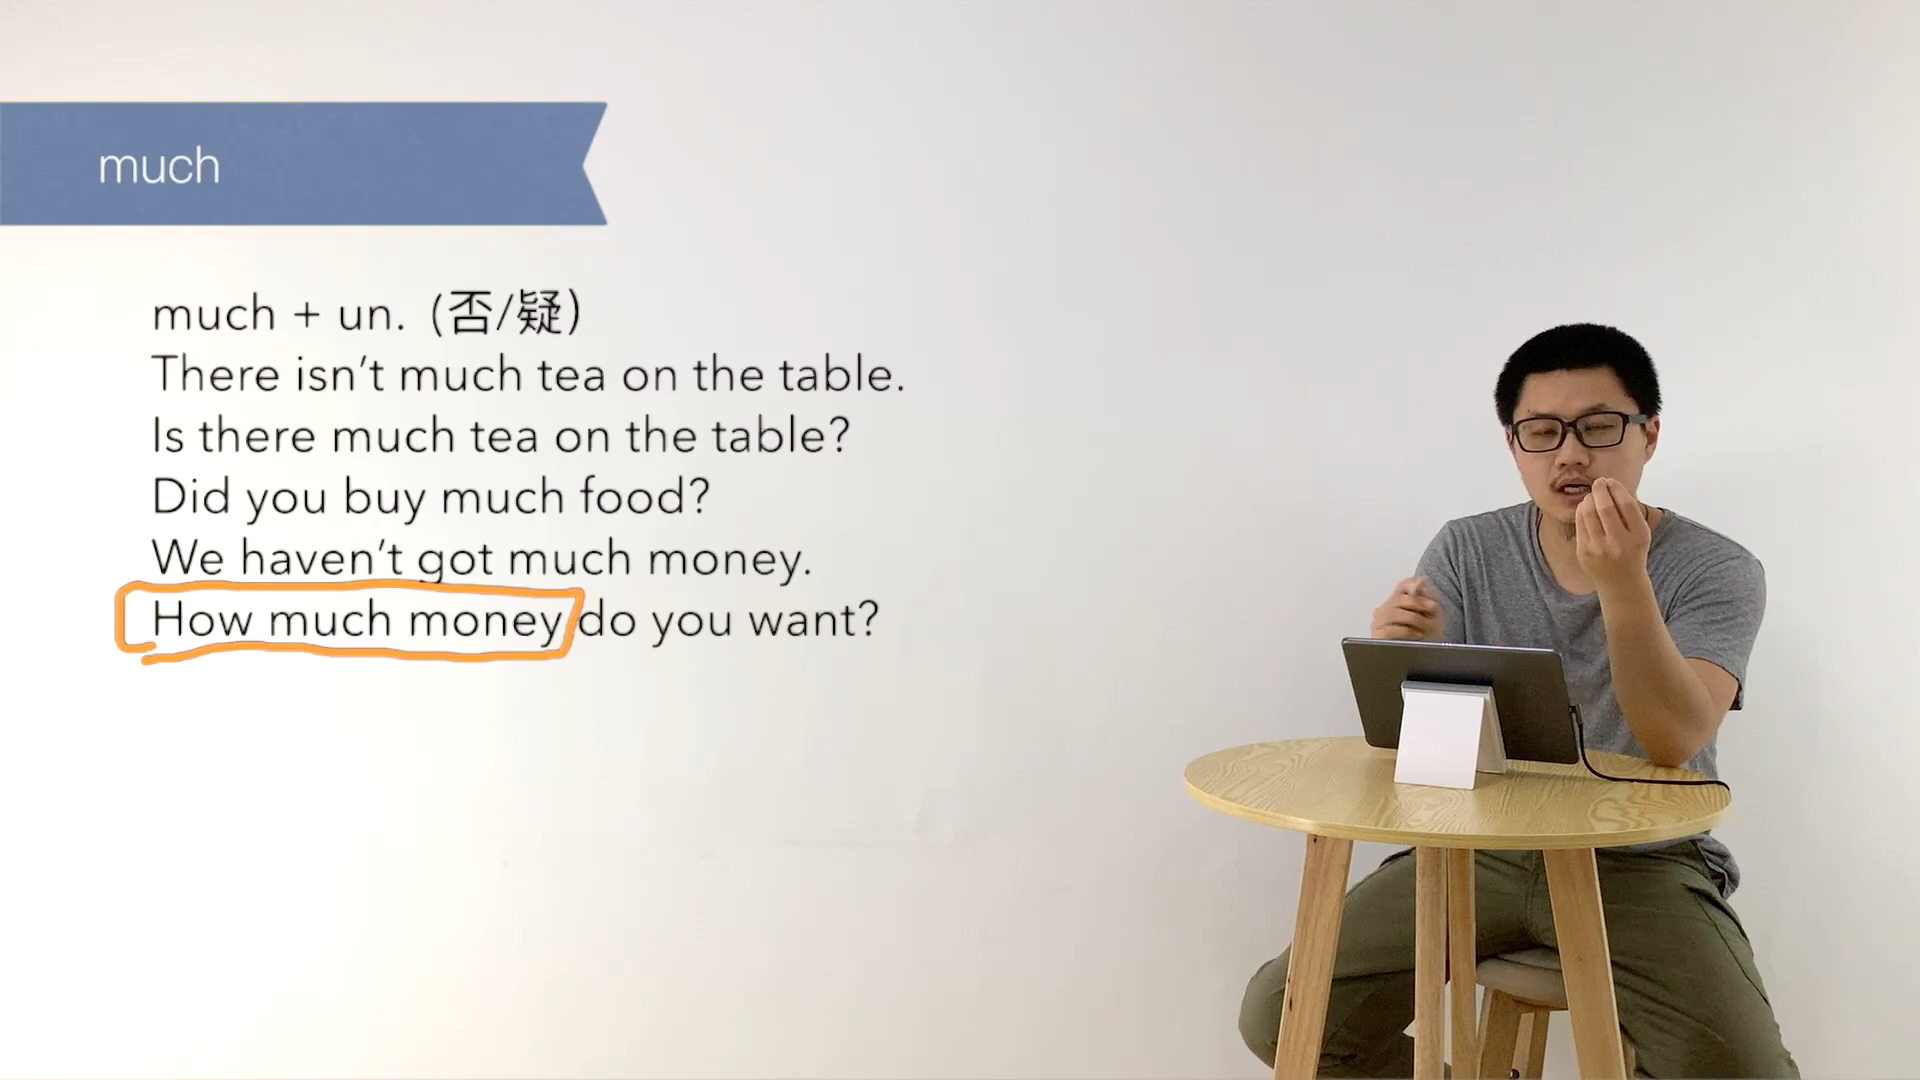 much
much + un. (否/疑)
There isn’t much tea on the table.
Is there much tea on the table?
Did you buy much food?
We haven’t got much money.
How much money do you want?